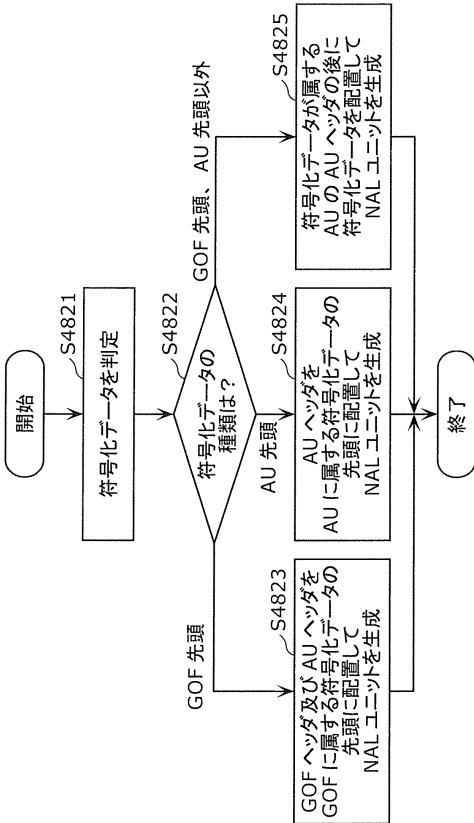 開始
S4821
符号化データを判定
S4822
符号化データの
種類は？
GOF 先頭
AU 先頭
GOF 先頭、AU 先頭以外
S4823
GOF ヘッダ及び AU ヘッダを
GOF に属する符号化データの
先頭に配置して
NAL ユニットを生成
S4824
AU ヘッダを
AU に属する符号化データの
先頭に配置して
NAL ユニットを生成
S4825
符号化データが属する
AU の AU ヘッダの後に
符号化データを配置して
NAL ユニットを生成
終了